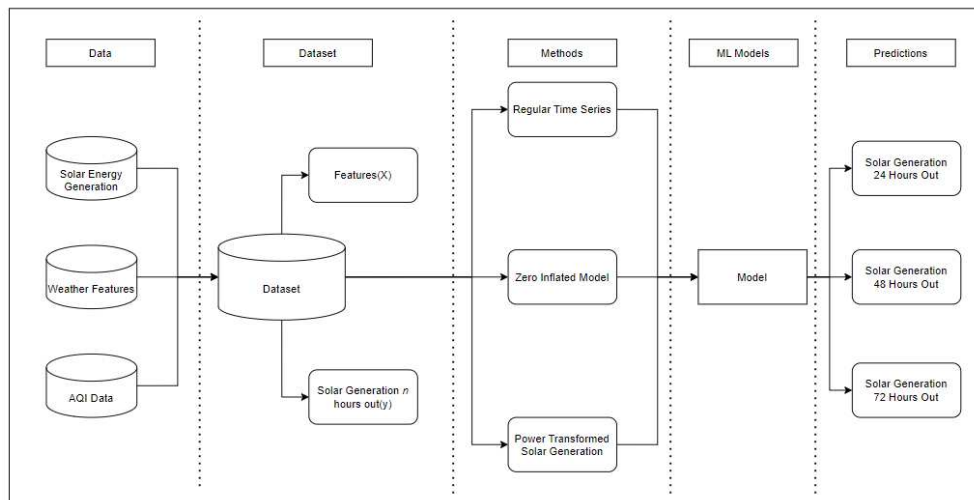 Data
Dataset
Methods
ML Models
Predictions
Solar Energy
Generation
Weather Features
AQI Data
Features(X)
Dataset
Solar Generation n
hours out(y)
Regular Time Series
Zero Inflated Model
Power Transformed
Solar Generation
Model
Solar Generation
24 Hours Out
Solar Generation
48 Hours Out
Solar Generation
72 Hours Out